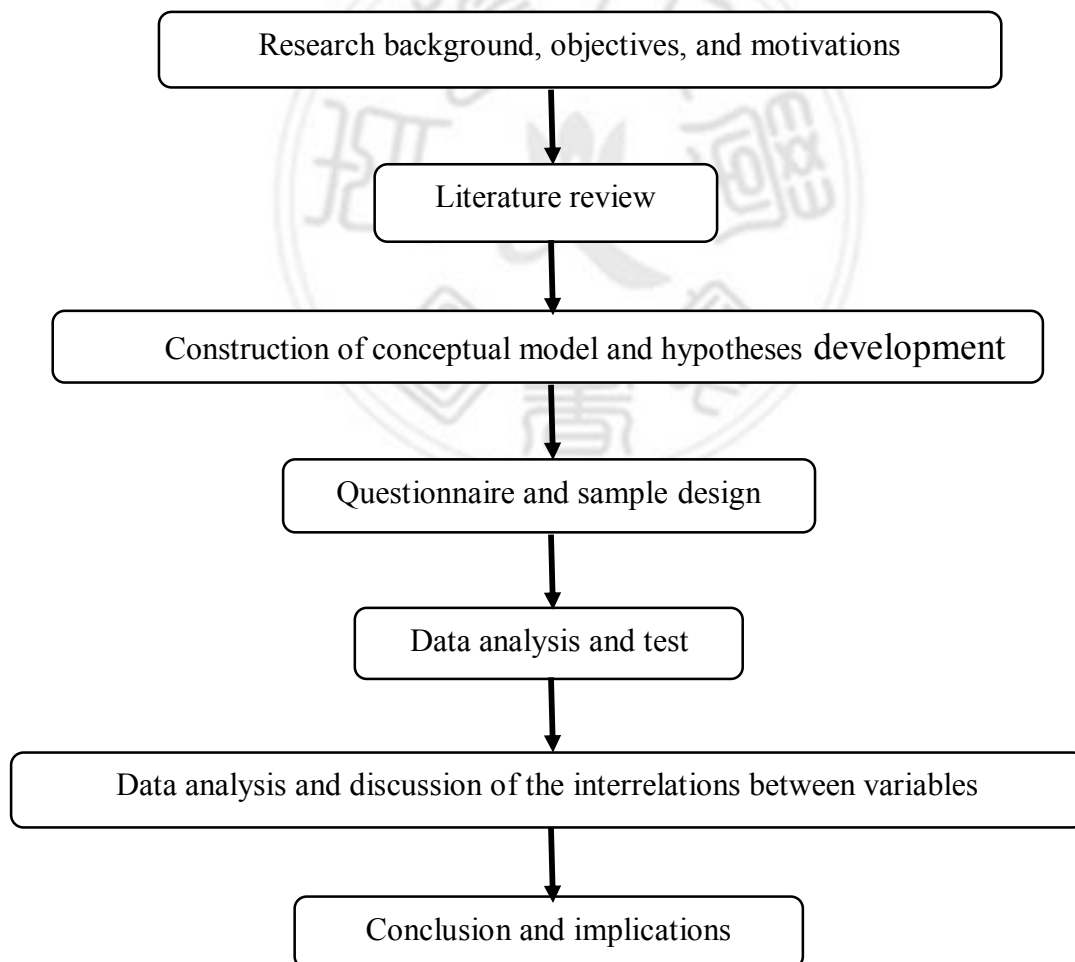 Research background, objectives, and motivations
Literature review
Construction of conceptual model and hypotheses development
Questionnaire and sample design
Data analysis and test
Data analysis and discussion of the interrelations between variables
Conclusion and implications